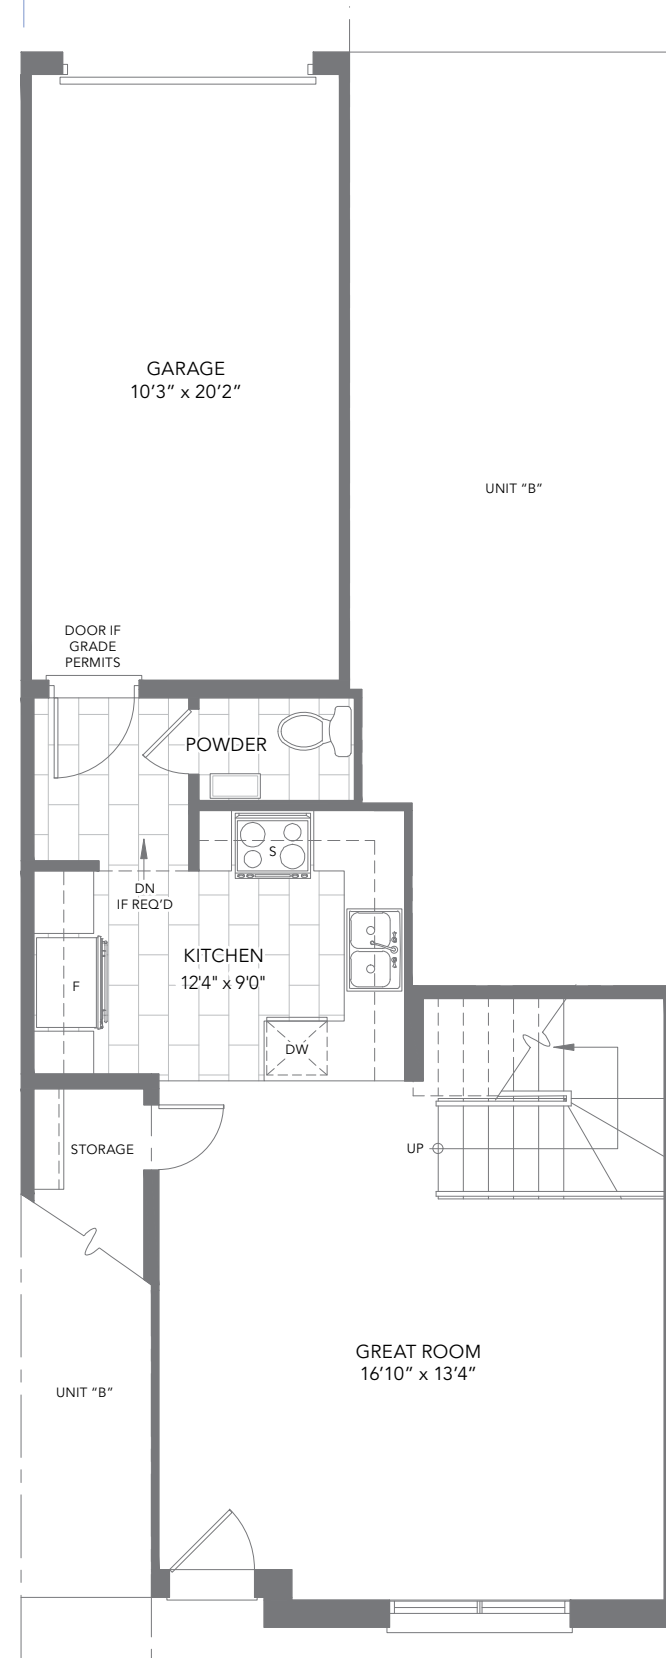 GARAGE
10’3” x 20’2”
UNIT “B”
DOOR IF
GRADE
PERMITS
POWDER
S
DN
IF REQ’D
KITCHEN
12'4" x 9'0"
F
DW
STORAGE
UP
GREAT ROOM
16’10” x 13’4”
UNIT “B”